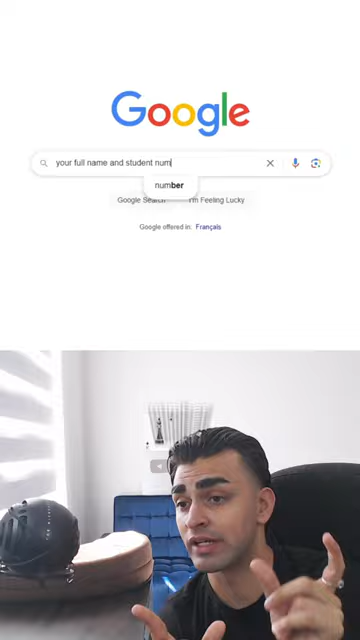 Google
your full name and student num
number
Google Search
I'm Feeling Lucky
Google offered in: Français